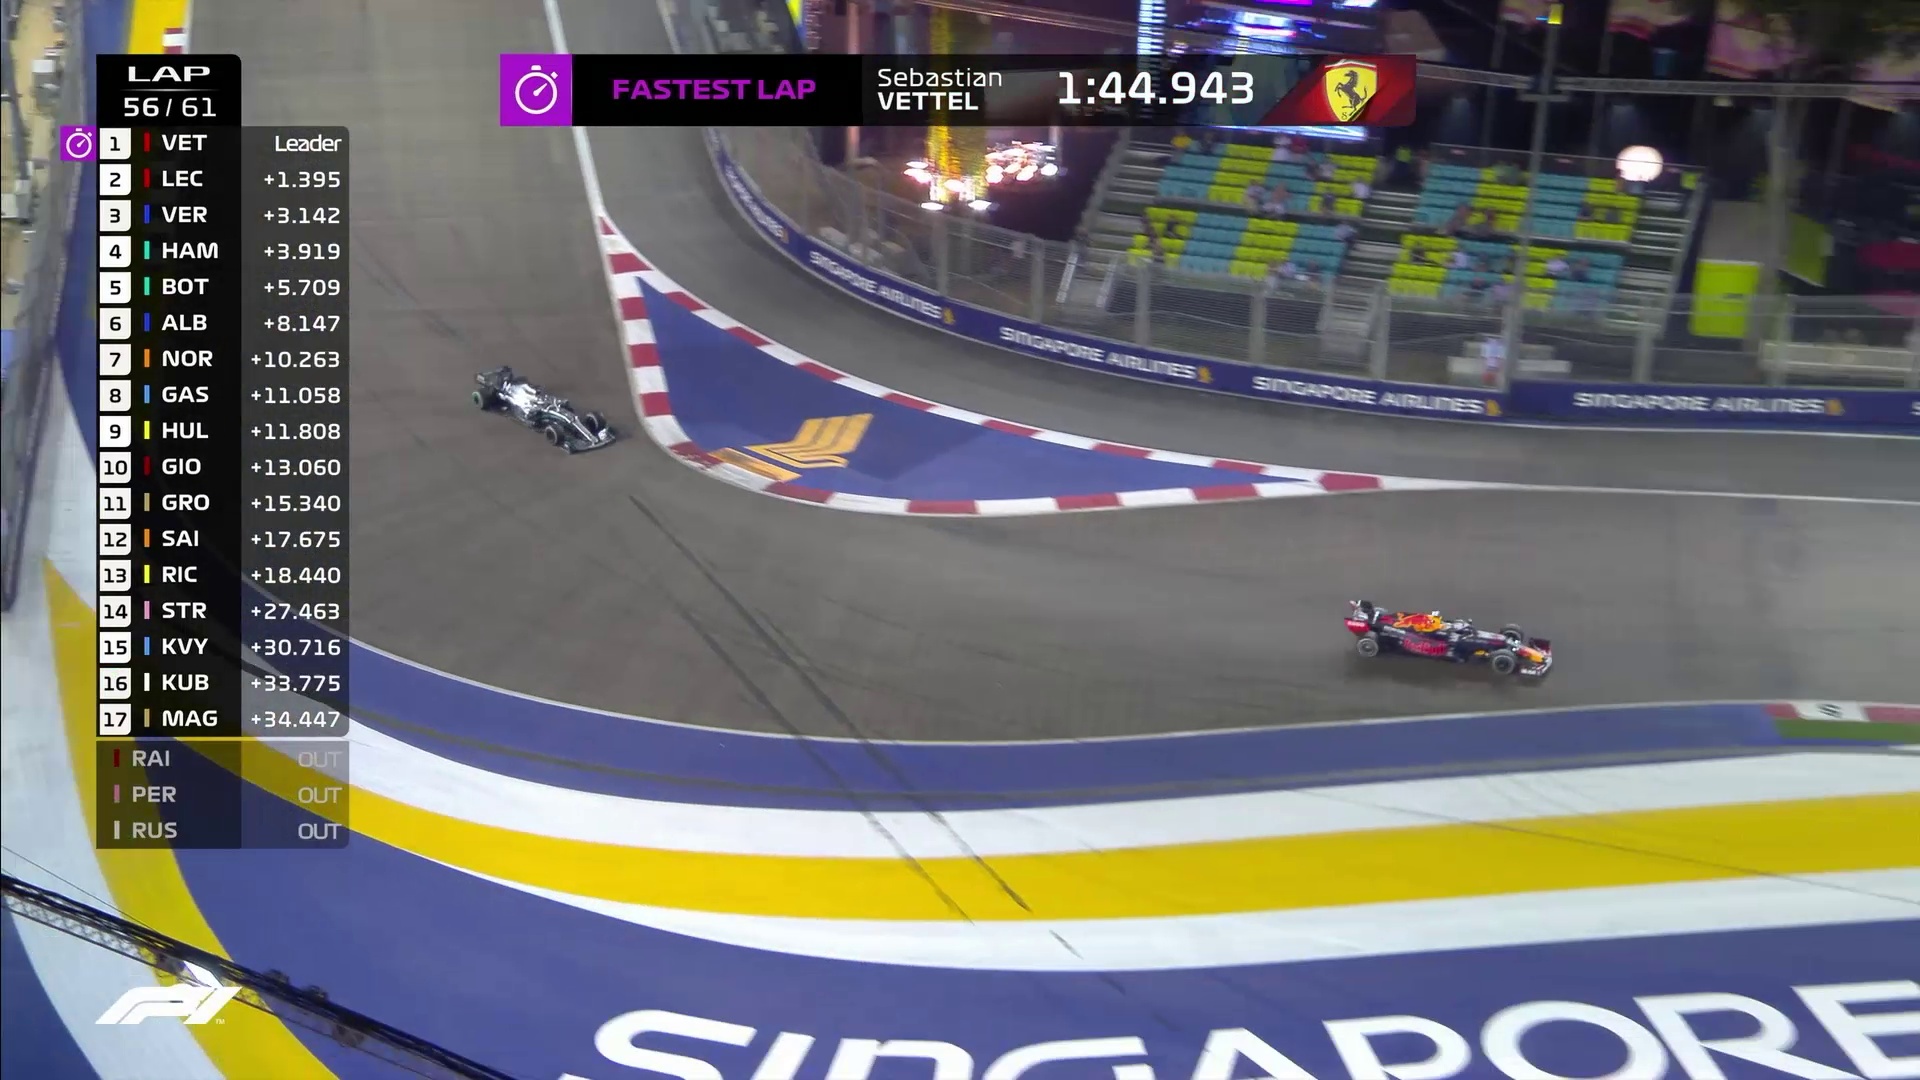 LAP
56/ 61
FASTEST LAP
Sebastian
VETTEL
1:44.943
1 VET Leader
2 LEC +1.395
3 VER +3.142
4 HAM +3.919
5 BOT +5.709
6 ALB +8.147
7 NOR +10.263
8 GAS +11.058
9 HUL +11.808
10 GIO +13.060
11 GRO +15.340
12 SAI +17.675
13 RIC +18.440
14 STR +27.463
15 KVY +30.716
16 KUB +33.775
17 MAG +34.447
RAI OUT
PER OUT
RUS OUT
SINGAPORE AIRLINES
SINGAPORE AIRLINES
SINGAPORE AIRLINES
SINGAPORE AIRLINES
Red Bull
F1
SINGAPORE